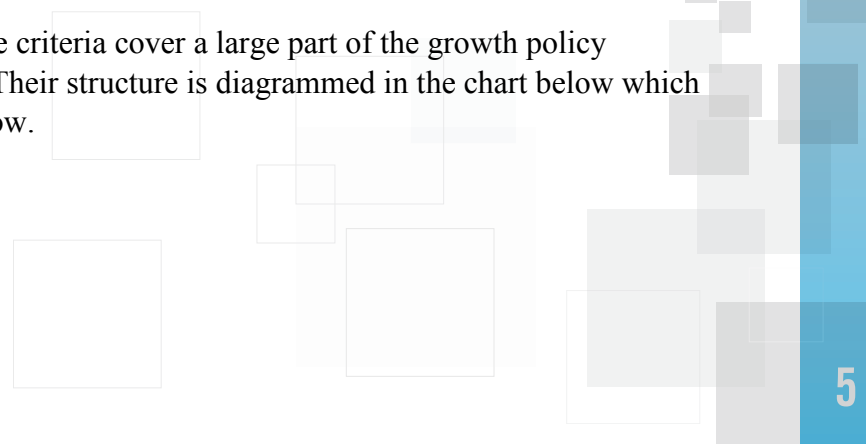 criteria cover a large part of the growth policy
Their structure is diagrammed in the chart below which
5